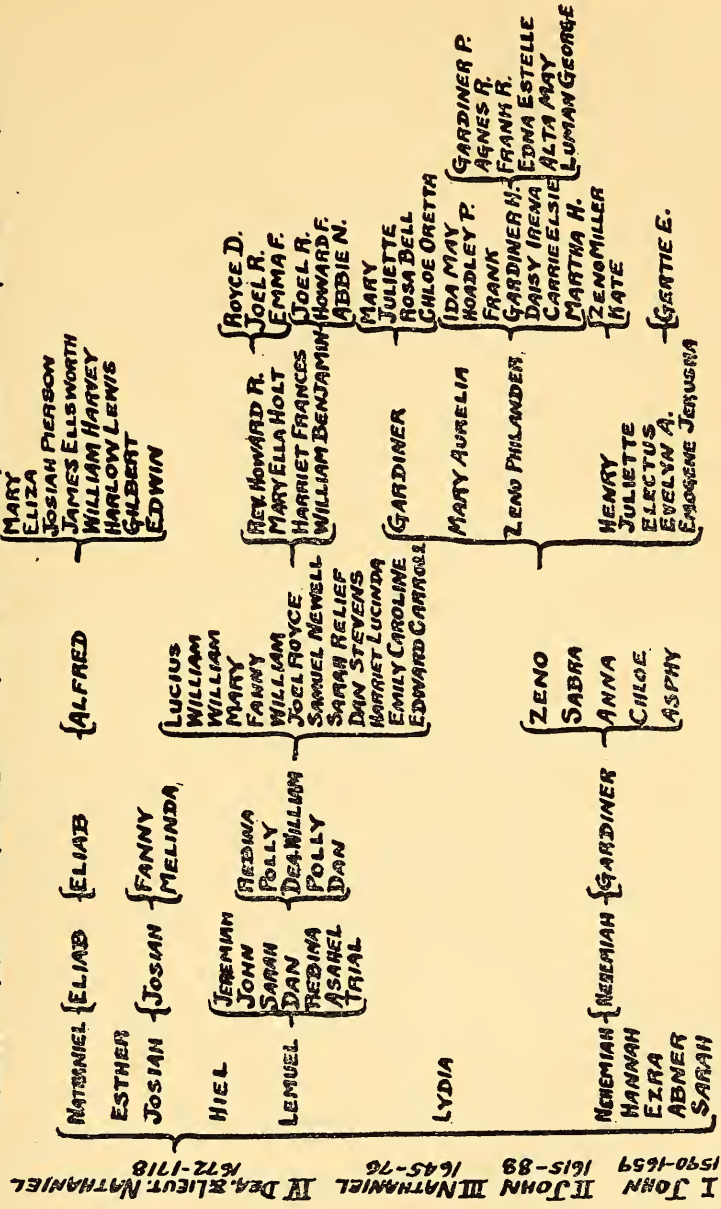 I JOHN 1590-1659
II JOHN 1615-88
III NATHANIEL 1645-76
IV DEA. & LIEUT. NATHANIEL 1672-1718
NATHANIEL
ESTHER
JOSIAH
HIEL
LEMUEL
LYDIA
NEHEMIAH
HANNAH
EZRA
ABNER
SARAH
{ELIAB
{JOSIAH
JEREMIAH
JOHN
SARAH
DAN
REDINA
ASAHEL
TRIAL
{NEHEMIAH
{ELIAB
{FANNY
MELINDA,
REDINA
POLLY
DEA.WILLIAM
POLLY
DAN
{GARDINER
{ALFRED
LUCIUS
WILLIAM
WILLIAM
MARY
FANNY
WILLIAM
JOEL ROYCE
SAMUEL NEWELL
SARAH RELIEF
DAN STEVENS
HARRIET LUCINDA
EMILY CAROLINE
EDWARD CARROLL
ZENO
SABRA
ANNA
CHLOE
ASPHY
MARY
ELIZA
JOSIAH PIERSON
JAMES ELLSWORTH
WILLIAM HARVEY
HARLOW LEWIS
GILBERT
EDWIN
REV. HOWARD R.
MARY ELLA HOLT
HARRIET FRANCES
WILLIAM BENJAMIN
GARDINER
MARY AURELIA
ZENO PHILANDER,
HENRY
JULIETTE
ELECTUS
EVELYN A.
EMOGENE JERUSHA
{ROYCE D.
JOEL R.
EMMA F.
{JOEL R.
{HOWARD F.
ABBIE N.
{MARY
JULIETTE
ROSA BELL
CHLOE ORETTA
{IDA MAY
HOADLEY P.
FRANK
GARDINER H.
DAISY IRENA
CARRIE ELSIE
MARTHA H.
{ZENO MILLER
KATE
{GERTIE E.
{GARDINER P.
AGNES R.
FRANK R.
EDNA ESTELLE
ALTA MAY
LUMAN GEORGE